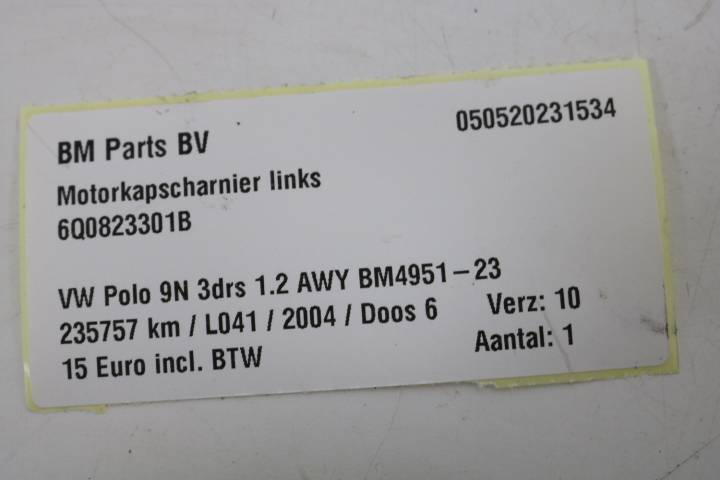 BM Parts BV 050520231534
Motorkapscharnier links
6Q0823301B
VW Polo 9N 3drs 1.2 AWY BM4951-23
235757 km / L041 / 2004 / Doos 6 Verz: 10
15 Euro incl. BTW Aantal: 1